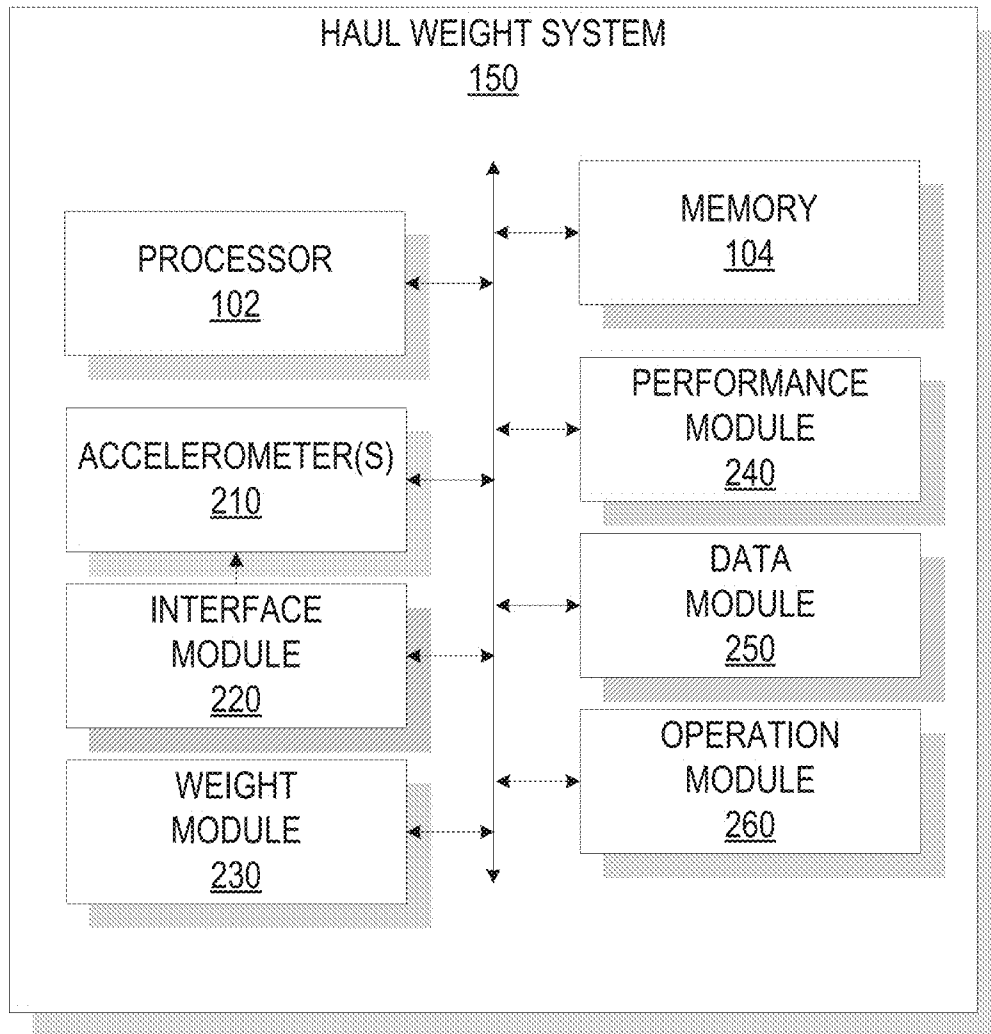 HAUL WEIGHT SYSTEM
150
PROCESSOR
102
ACCELEROMETER(S)
210
INTERFACE
MODULE
220
WEIGHT
MODULE
230
MEMORY
104
PERFORMANCE
MODULE
240
DATA
MODULE
250
OPERATION
MODULE
260